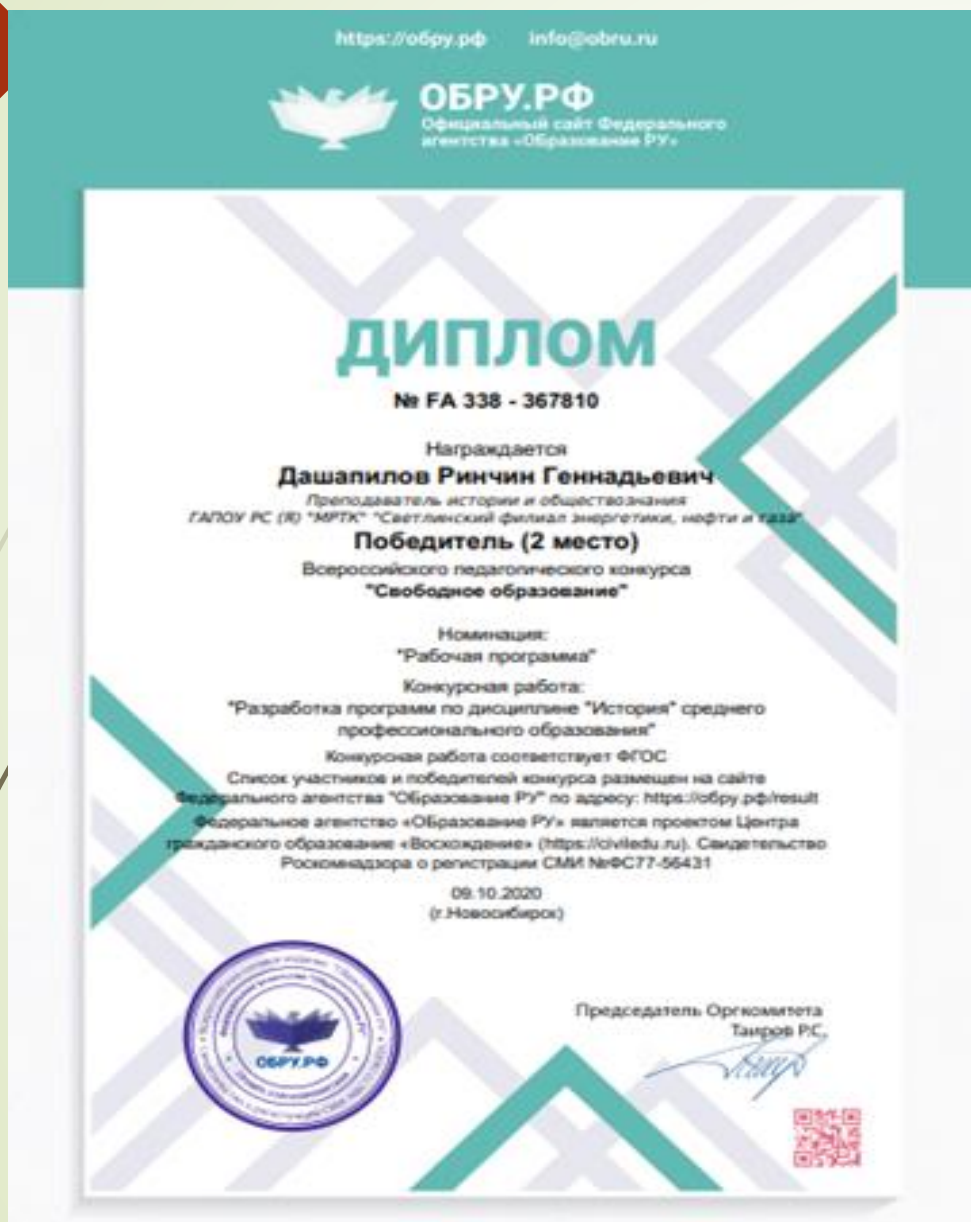 https://обру.рф info@obru.ru
ОБРУ.РФ
Официальный сайт Федерального
агентства «ОБразование РУ»
ДИПЛОМ
№ FA 338 - 367810
Награждается
Дашапилов Ринчин Геннадьевич
Преподаватель истории и обществознания
ГАПОУ РС (Я) "МРТК" "Светлинский филиал энергетики, нефти и газа"
Победитель (2 место)
Всероссийского педагогического конкурса
"Свободное образование"
Номинация:
"Рабочая программа"
Конкурсная работа:
"Разработка программ по дисциплине "История" среднего
профессионального образования"
Конкурсная работа соответствует ФГОС
Список участников и победителей конкурса размещен на сайте
Федерального агентства "ОБразование РУ" по адресу: https://обру.рф/result
Федеральное агентство «ОБразование РУ» является проектом Центра
гражданского образование «Восхождение» (https://civiledu.ru). Свидетельство
Роскомнадзора о регистрации СМИ №ФС77-56431
09.10.2020
(г.Новосибирск)
Председатель Оргкомитета
Таиров Р.С.
ОБРУ.РФ